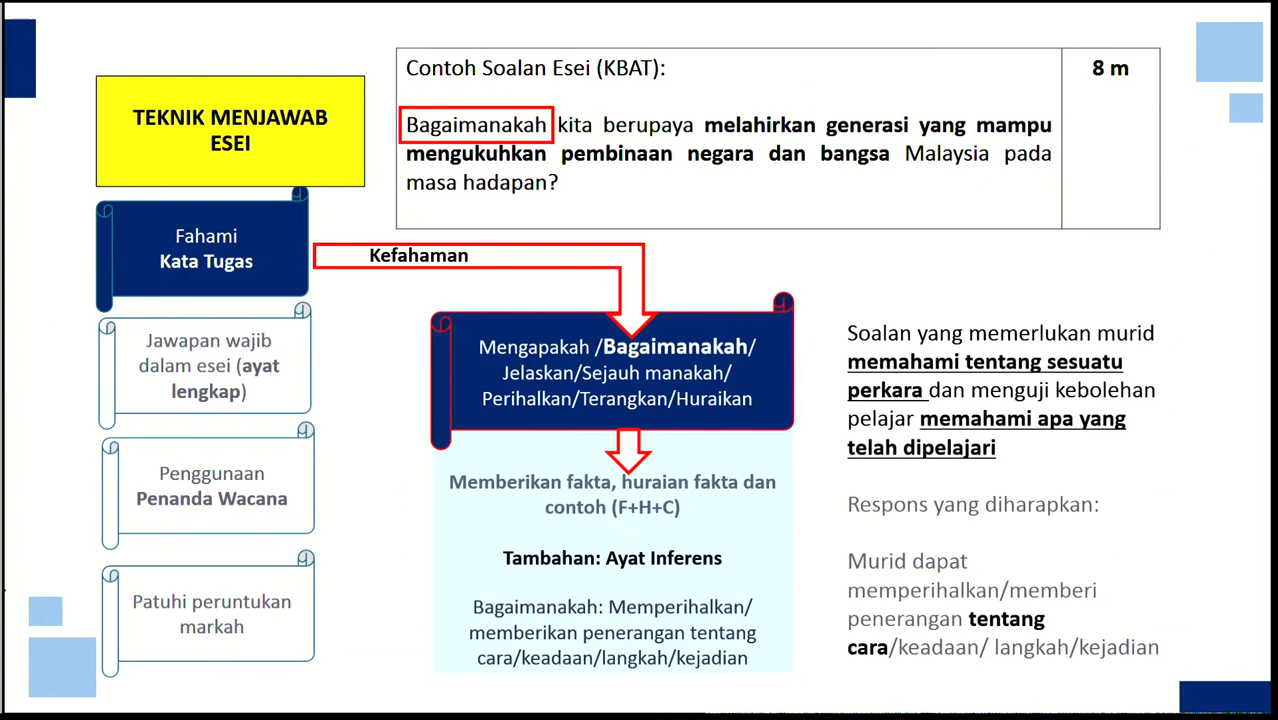 TEKNIK MENJAWAB
ESEI
Contoh Soalan Esei (KBAT):
8 m
Bagaimanakah kita berupaya melahirkan generasi yang mampu
mengukuhkan pembinaan negara dan bangsa Malaysia pada
masa hadapan?
Fahami
Kata Tugas
Kefahaman
Jawapan wajib
dalam esei (ayat
lengkap)
Penggunaan
Penanda Wacana
Patuhi peruntukan
markah
Mengapakah /Bagaimanakah/
Jelaskan/Sejauh manakah/
Perihalkan/Terangkan/Huraikan
Memberikan fakta, huraian fakta dan
contoh (F+H+C)
Tambahan: Ayat Inferens
Bagaimanakah: Memperihalkan/
memberikan penerangan tentang
cara/keadaan/langkah/kejadian
Soalan yang memerlukan murid
memahami tentang sesuatu
perkara dan menguji kebolehan
pelajar memahami apa yang
telah dipelajari
Respons yang diharapkan:
Murid dapat
memperihalkan/memberi
penerangan tentang
cara/keadaan/ langkah/kejadian